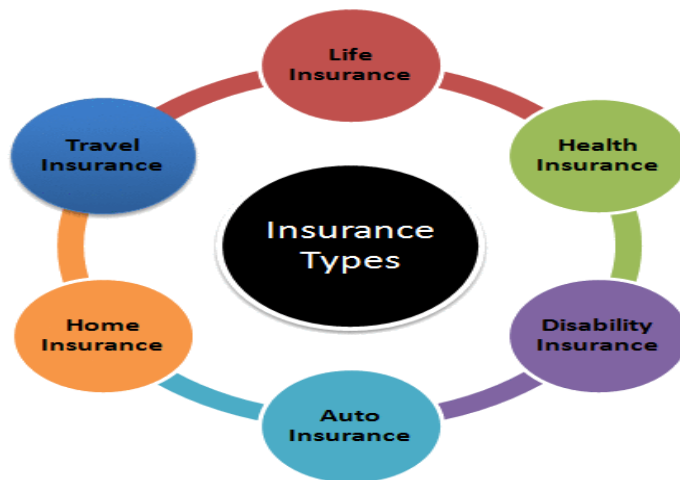 Life
Insurance
Travel
Insurance
Health
Insurance
Insurance
Types
Home
Insurance
Disability
Insurance
Auto
Insurance